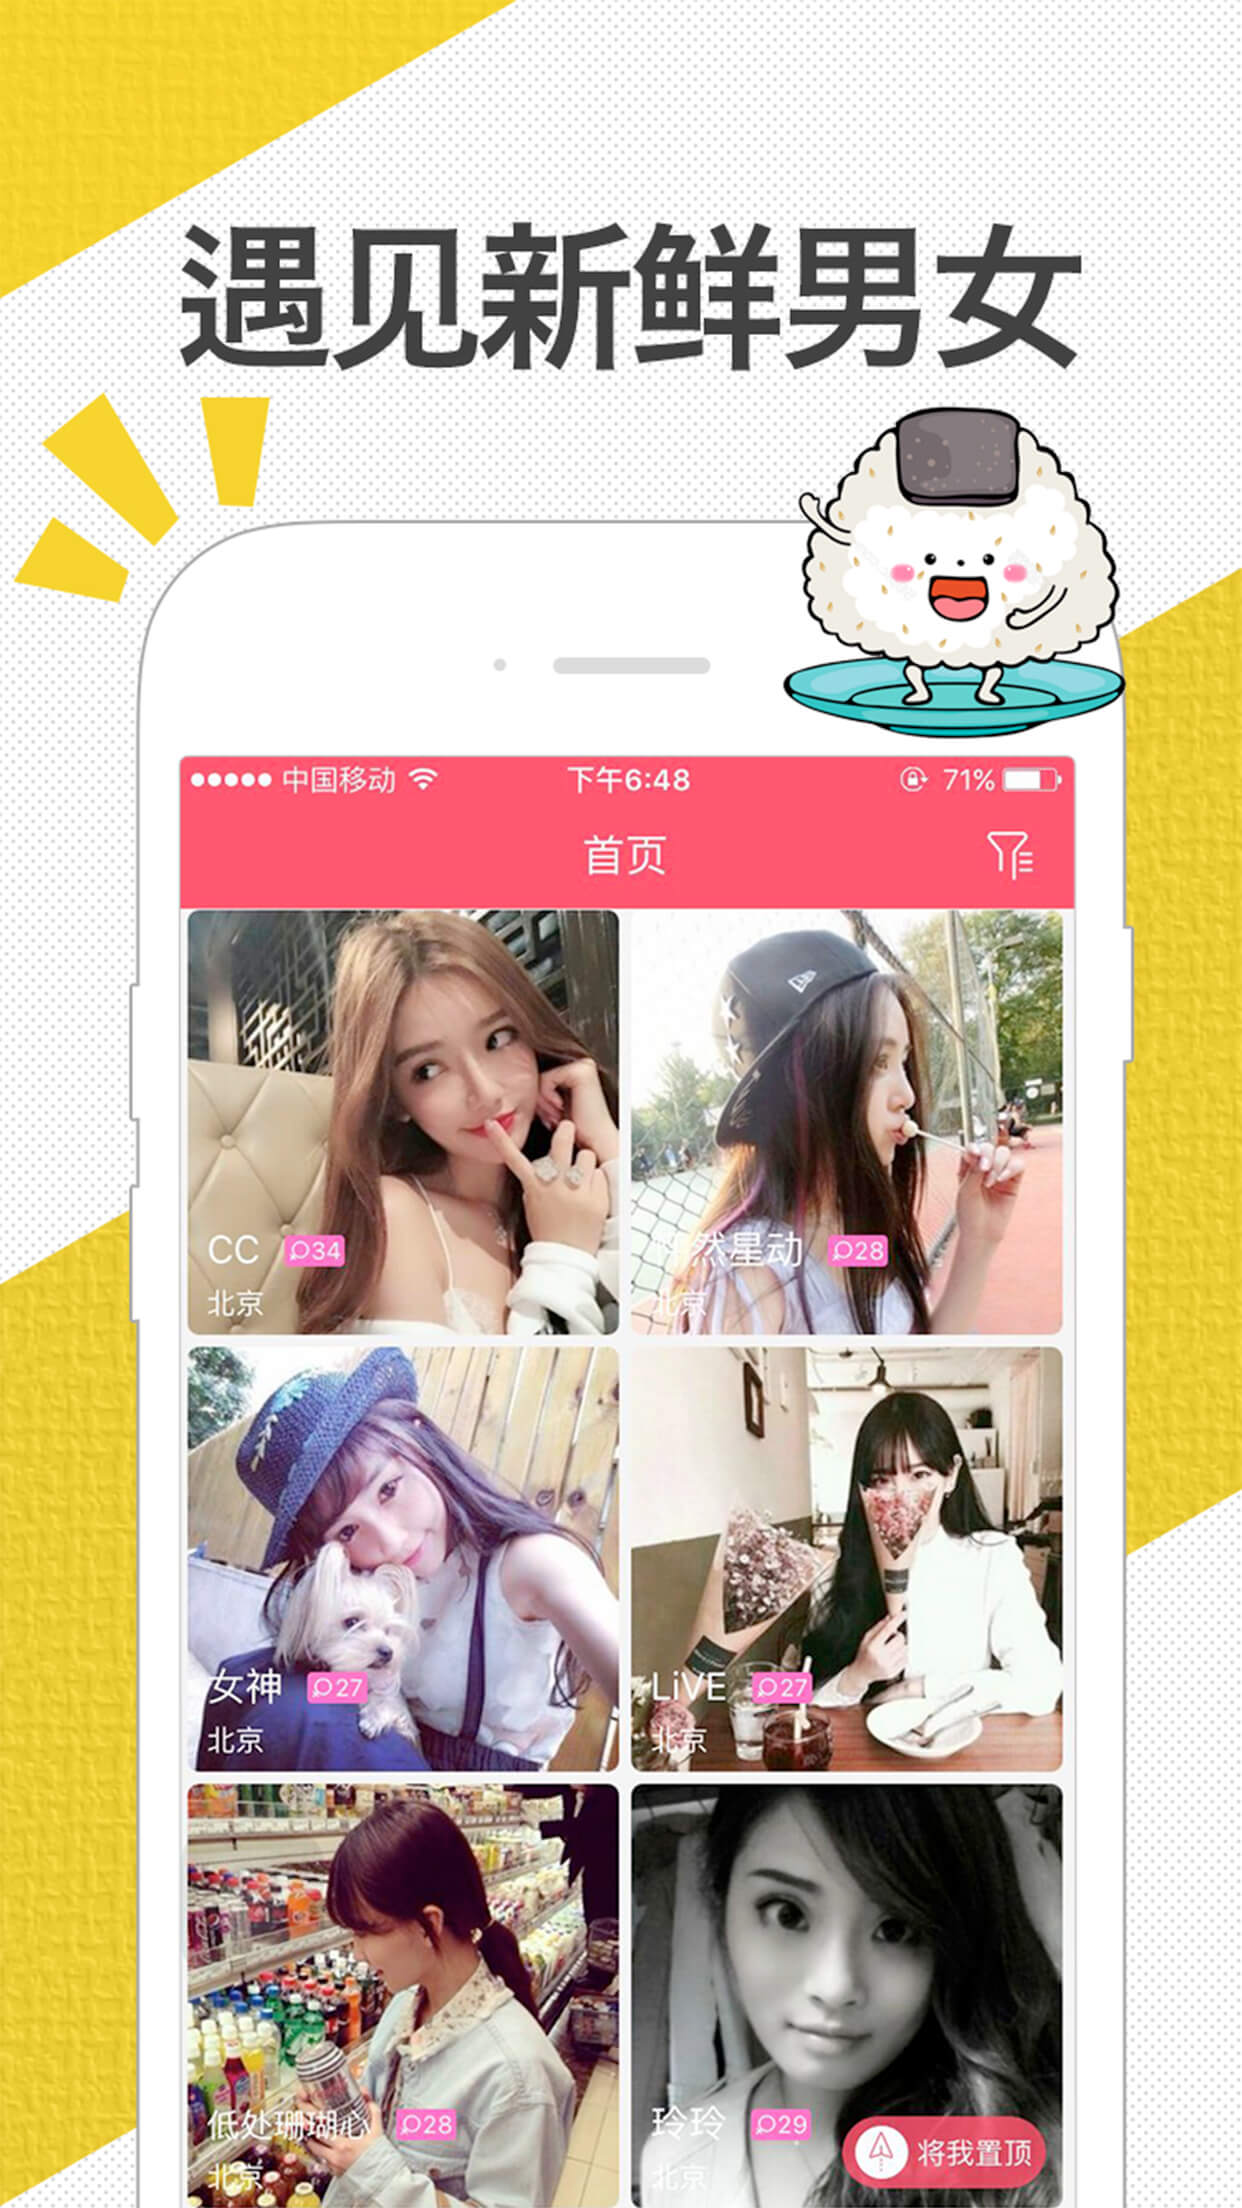 遇见新鲜男女
中国移动 下午6:48 71%
首页
CC 34
北京
然星动 28
北京
女神 27
北京
LiVE 27
北京
低处珊瑚心 28
北京
玲玲 29
北京
将我置顶